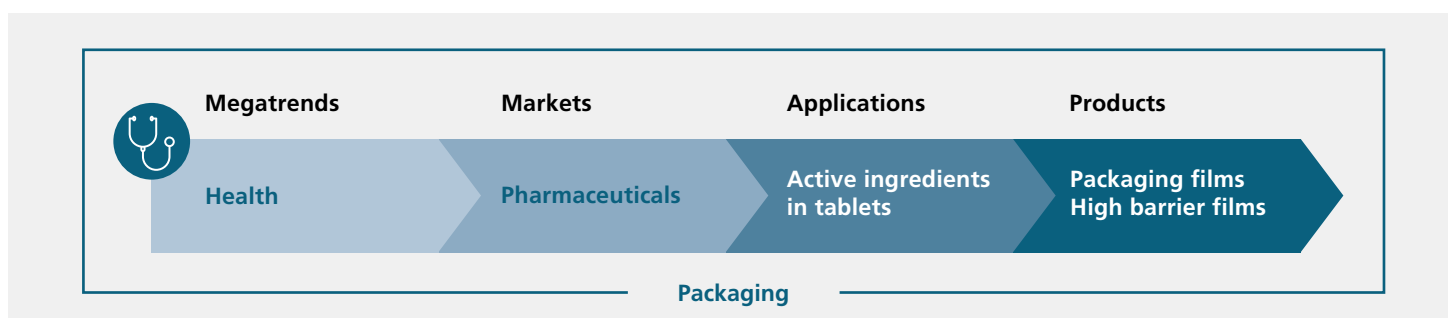 Megatrends
Markets
Applications
Products
Health
Pharmaceuticals
Active ingredients
in tablets
Packaging films
High barrier films
Packaging